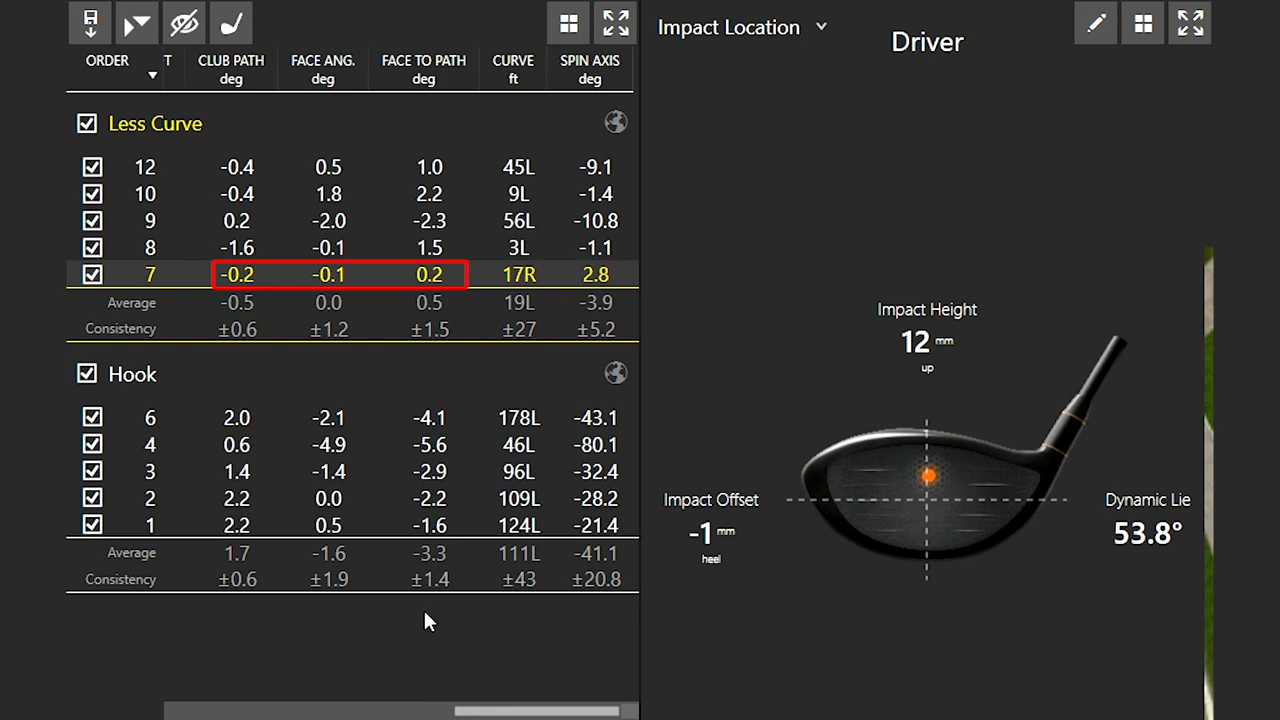 Impact Location
Driver
ORDER T CLUB PATH FACE ANG. FACE TO PATH CURVE SPIN AXIS
deg deg deg ft deg
Less Curve
12 -0.4 0.5 1.0 45L -9.1
10 -0.4 1.8 2.2 9L -1.4
9 0.2 -2.0 -2.3 56L -10.8
8 -1.6 -0.1 1.5 3L -1.1
7 -0.2 -0.1 0.2 17R 2.8
Average -0.5 0.0 0.5 19L -3.9
Consistency ±0.6 ±1.2 ±1.5 ±27 ±5.2
Hook
6 2.0 -2.1 -4.1 178L -43.1
4 0.6 -4.9 -5.6 46L -80.1
3 1.4 -1.4 -2.9 96L -32.4
2 2.2 0.0 -2.2 109L -28.2
1 2.2 0.5 -1.6 124L -21.4
Average 1.7 -1.6 -3.3 111L -41.1
Consistency ±0.6 ±1.9 ±1.4 ±43 ±20.8
Impact Height
12 mm
up
Impact Offset
-1 mm
heel
Dynamic Lie
53.8°